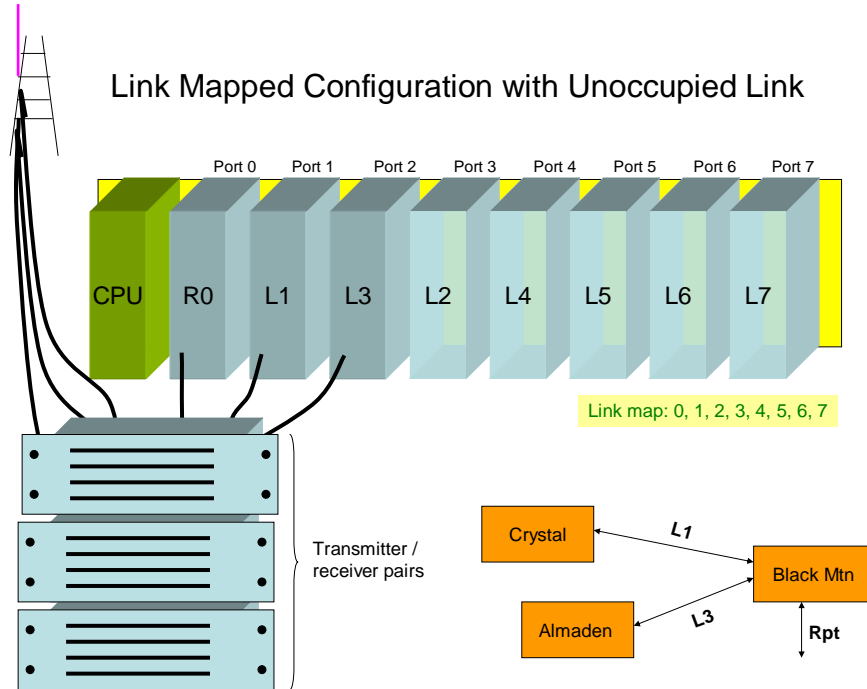 Link Mapped Configuration with Unoccupied Link
Port 0 Port 1 Port 2 Port 3 Port 4 Port 5 Port 6 Port 7
CPU R0 L1 L3 L2 L4 L5 L6 L7
Link map: 0, 1, 2, 3, 4, 5, 6, 7
Transmitter /
receiver pairs
Crystal
L1
Black Mtn
Almaden
L3
Rpt